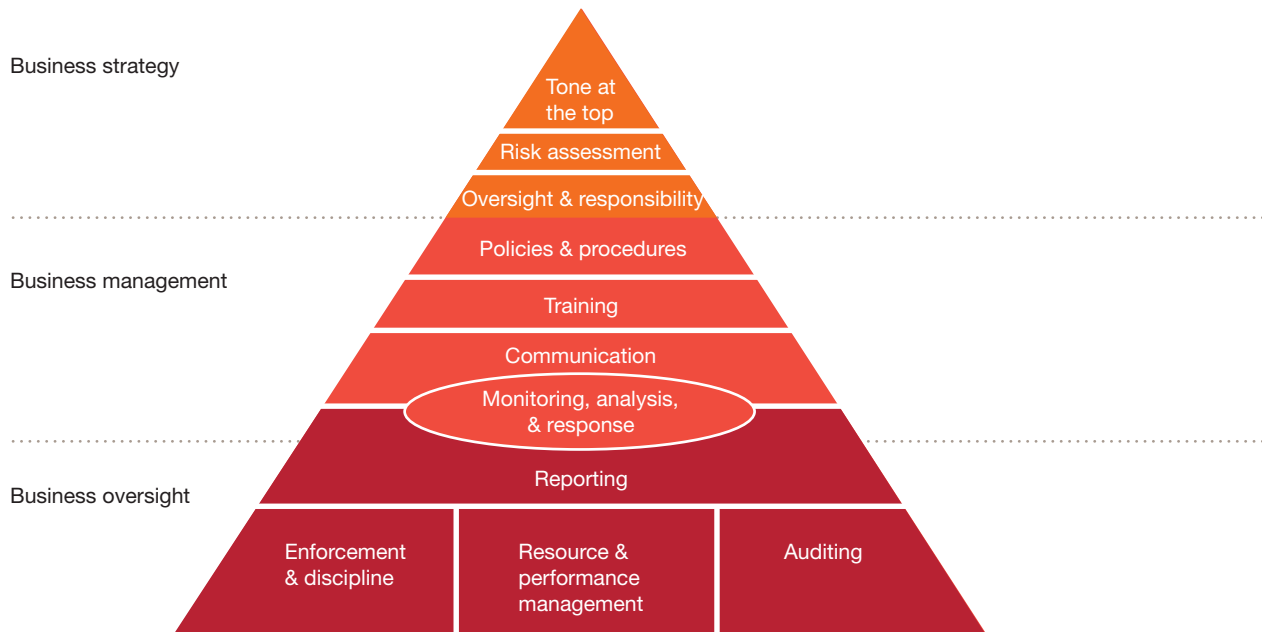 Business strategy
Tone at
the top
Risk assessment
Oversight & responsibility
Policies & procedures
Business management
Training
Communication
Monitoring, analysis,
& response
Reporting
Business oversight
Enforcement
& discipline
Resource &
performance
management
Auditing